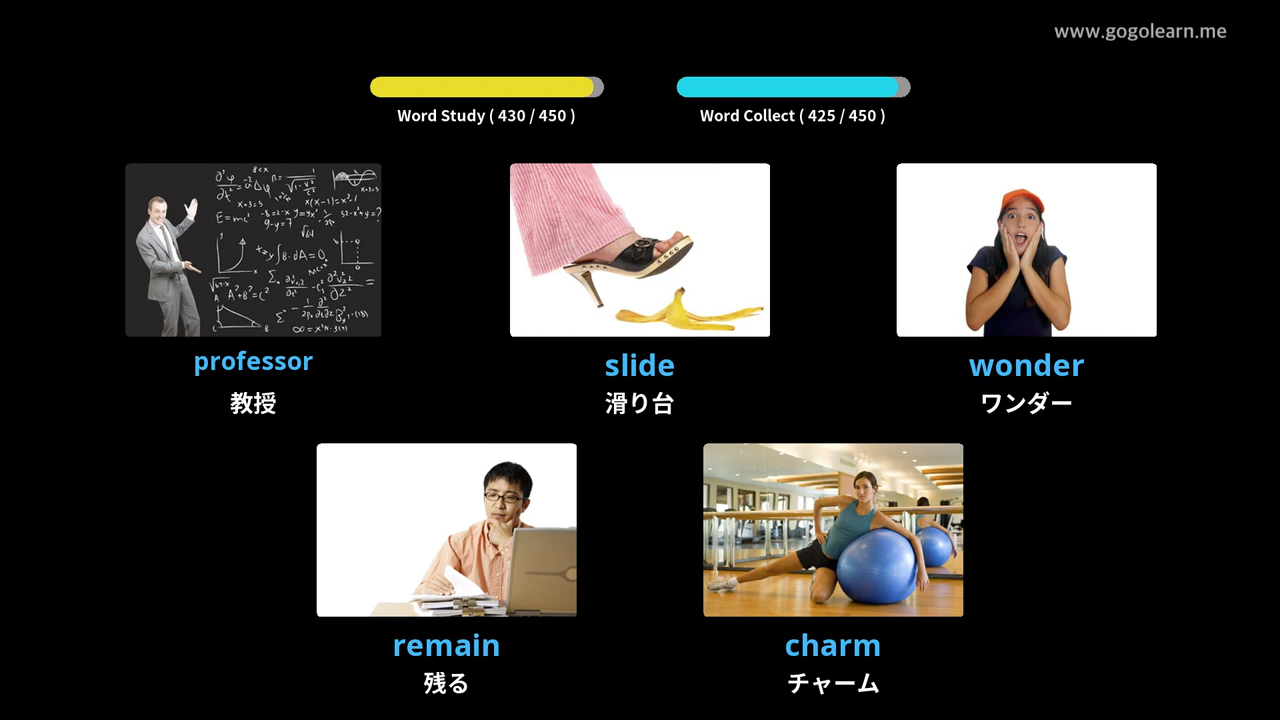 www.gogolearn.me
Word Study ( 430 / 450 )
Word Collect ( 425 / 450 )
professor
教授
slide
滑り台
wonder
ワンダー
remain
残る
charm
チャーム